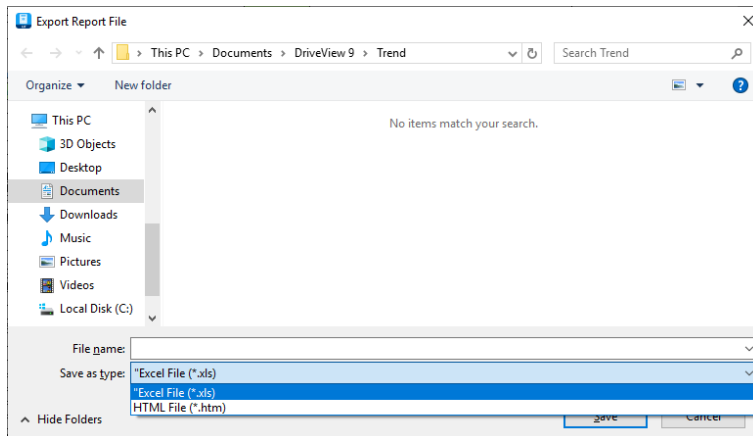 Export Report File
This PC > Documents > DriveView 9 > Trend
Search Trend
Organize
New folder
No items match your search.
This PC
3D Objects
Desktop
Documents
Downloads
Music
Pictures
Videos
Local Disk (C:)
File name:
Save as type: "Excel File (*.xls)
"Excel File (*.xls)
HTML File (*.htm)
Hide Folders
Save
Cancel